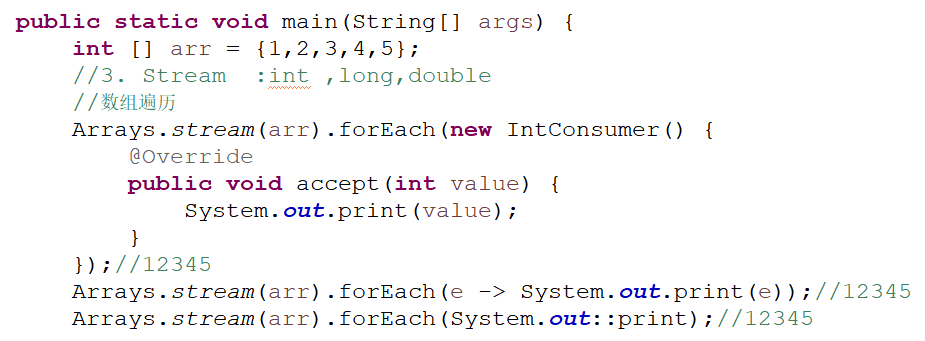 public static void main(String[] args) {
int [] arr = {1,2,3,4,5};
//3. Stream  :int ,long,double
//数组遍历
Arrays.stream(arr).forEach(new IntConsumer() {
@Override
public void accept(int value) {
System.out.print(value);
}
});//12345
Arrays.stream(arr).forEach(e -> System.out.print(e));//12345
Arrays.stream(arr).forEach(System.out::print);//12345